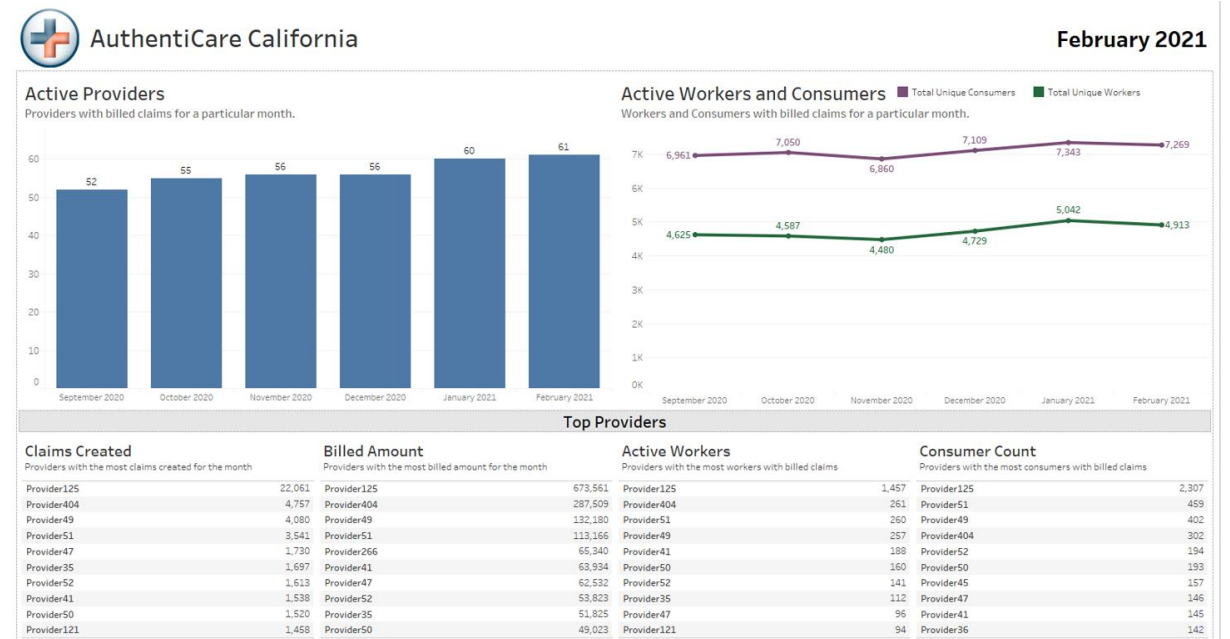 AuthentiCare California
February 2021
Active Providers
Providers with billed claims for a particular month.
60
50
40
30
20
10
0
52
55
56
56
60
61
September 2020
October 2020
November 2020
December 2020
January 2021
February 2021
Active Workers and Consumers
Total Unique Consumers
Total Unique Workers
Workers and Consumers with billed claims for a particular month.
7K
6K
5K
4K
3K
2K
1K
0K
6,961
7,050
6,860
7,109
7,343
7,269
4,625
4,587
4,480
4,729
5,042
4,913
September 2020
October 2020
November 2020
December 2020
January 2021
February 2021
Top Providers
Claims Created
Providers with the most claims created for the month
Provider125 22,061
Provider404 4,757
Provider49 4,080
Provider51 3,541
Provider47 1,730
Provider35 1,697
Provider52 1,613
Provider41 1,538
Provider50 1,520
Provider121 1,458
Billed Amount
Providers with the most billed amount for the month
Provider125 673,561
Provider404 287,509
Provider49 132,180
Provider51 113,166
Provider266 65,340
Provider41 63,934
Provider47 62,532
Provider52 53,823
Provider35 51,825
Provider50 49,023
Active Workers
Providers with the most workers with billed claims
Provider125 1,457
Provider404 261
Provider51 260
Provider49 257
Provider41 188
Provider50 160
Provider52 141
Provider35 112
Provider47 96
Provider121 94
Consumer Count
Providers with the most consumers with billed claims
Provider125 2,307
Provider51 459
Provider49 402
Provider404 302
Provider52 194
Provider50 193
Provider45 157
Provider47 146
Provider41 145
Provider36 142